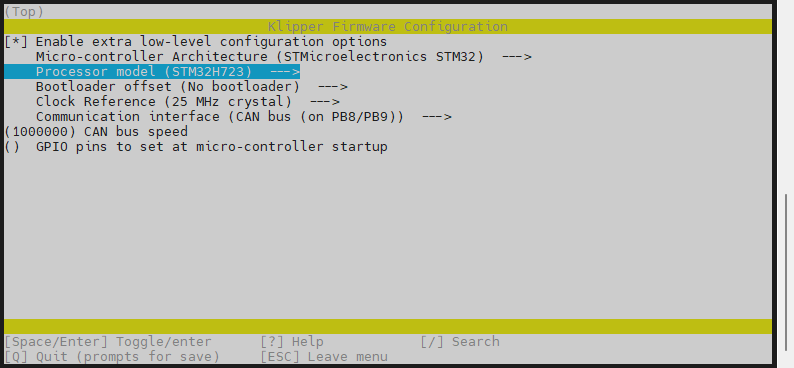 (Top)
Klipper Firmware Configuration
[*] Enable extra low-level configuration options
Micro-controller Architecture (STMicroelectronics STM32)  --->
Processor model (STM32H723)  --->
Bootloader offset (No bootloader)  --->
Clock Reference (25 MHz crystal)  --->
Communication interface (CAN bus (on PB8/PB9))  --->
(1000000) CAN bus speed
()  GPIO pins to set at micro-controller startup
[Space/Enter] Toggle/enter     [?] Help            [/] Search
[Q] Quit (prompts for save)     [ESC] Leave menu